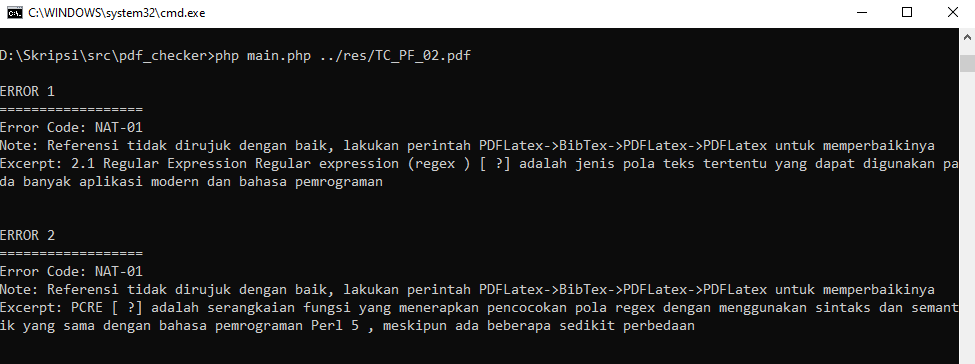 C:\WINDOWS\system32\cmd.exe
D:\Skripsi\src\pdf_checker>php main.php ../res/TC_PF_02.pdf
ERROR 1
==================
Error Code: NAT-01
Note: Referensi tidak dirujuk dengan baik, lakukan perintah PDFLatex->BibTex->PDFLatex->PDFLatex untuk memperbaikinya
Excerpt: 2.1 Regular Expression Regular expression (regex ) [ ?] adalah jenis pola teks tertentu yang dapat digunakan pa
da banyak aplikasi modern dan bahasa pemrograman
ERROR 2
==================
Error Code: NAT-01
Note: Referensi tidak dirujuk dengan baik, lakukan perintah PDFLatex->BibTex->PDFLatex->PDFLatex untuk memperbaikinya
Excerpt: PCRE [ ?] adalah serangkaian fungsi yang menerapkan pencocokan pola regex dengan menggunakan sintaks dan semant
ik yang sama dengan bahasa pemrograman Perl 5 , meskipun ada beberapa sedikit perbedaan